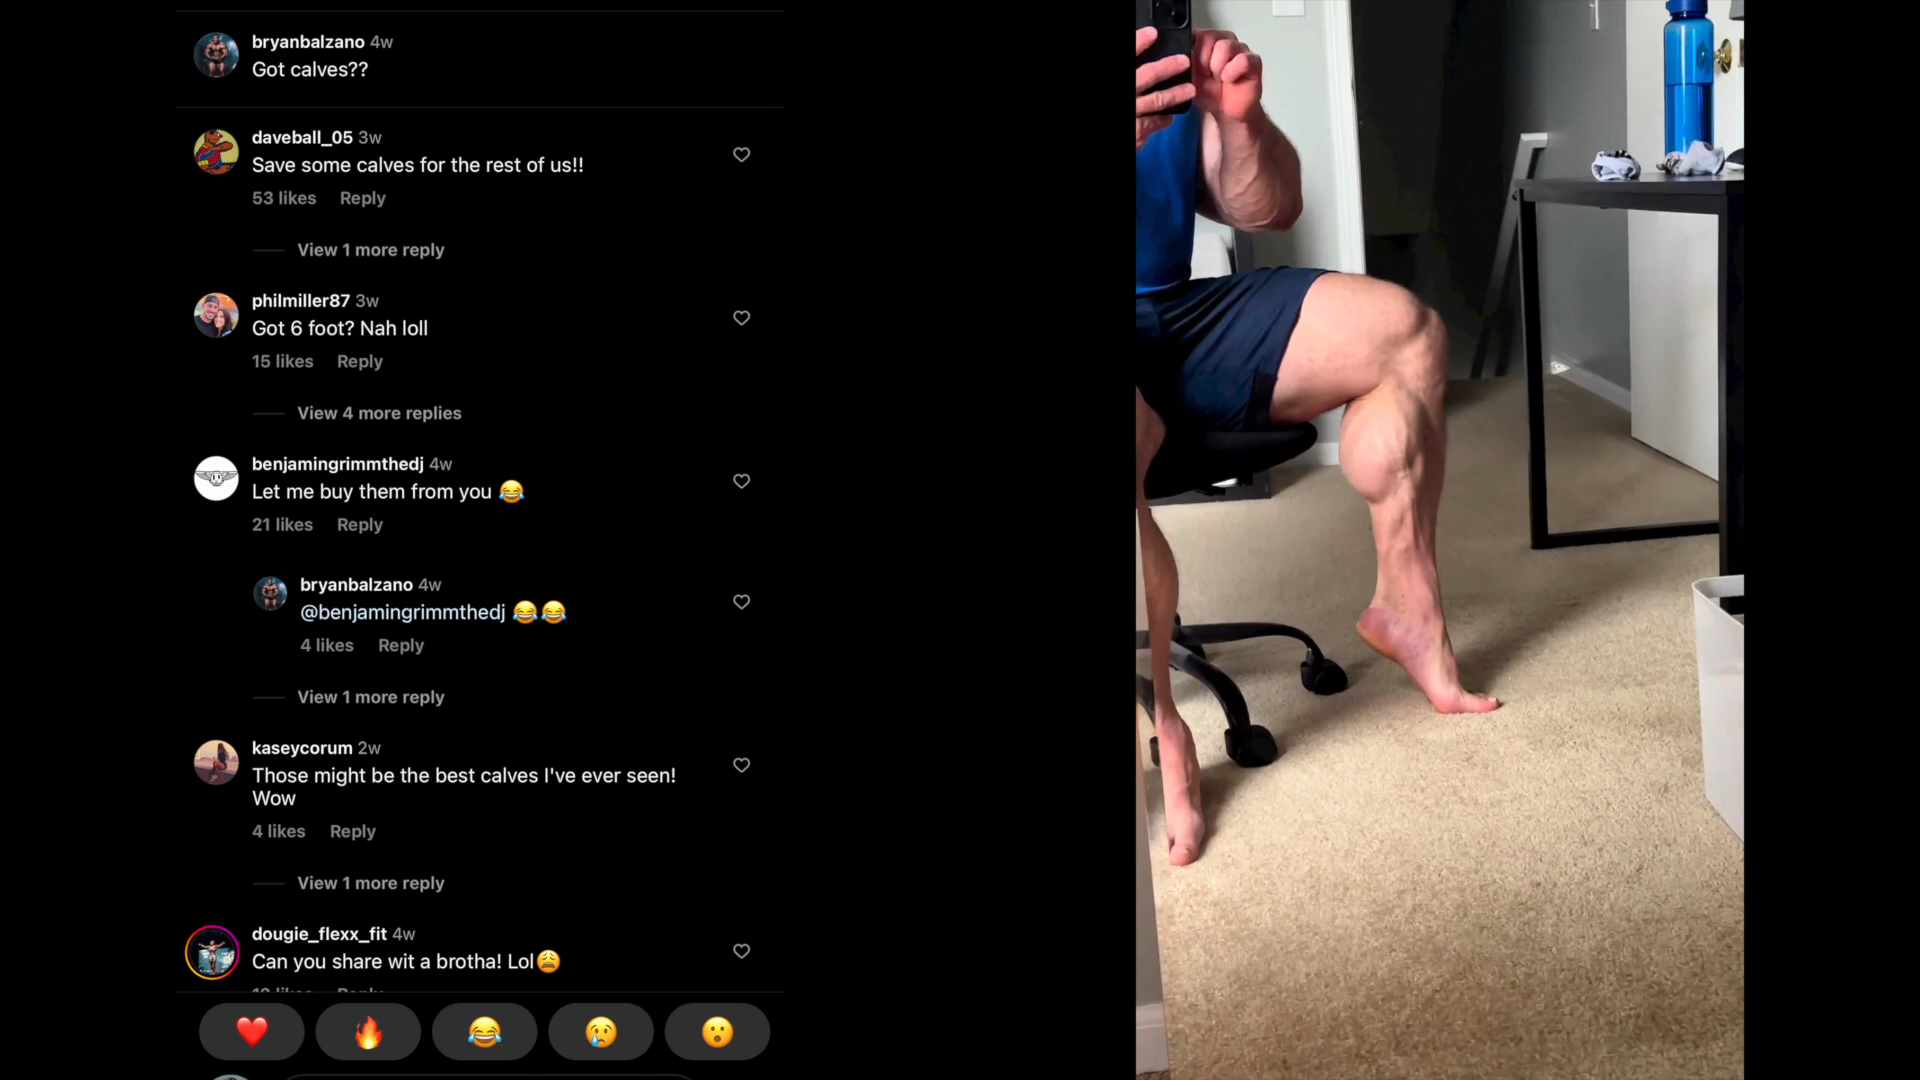 bryanbalzano 4w
Got calves??
daveball_05 3w
Save some calves for the rest of us!!
53 likes Reply
View 1 more reply
philmiller87 3w
Got 6 foot? Nah loll
15 likes Reply
View 4 more replies
benjamingrimmthedj 4w
Let me buy them from you 😂
21 likes Reply
bryanbalzano 4w
@benjamingrimmthedj 😂😂
4 likes Reply
View 1 more reply
kaseycorum 2w
Those might be the best calves I've ever seen!
Wow
4 likes Reply
View 1 more reply
dougie_flexx_fit 4w
Can you share wit a brotha! Lol😩
Reply